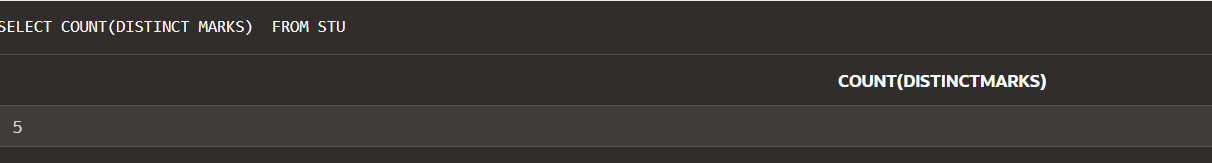 SELECT COUNT(DISTINCT MARKS)  FROM STU
COUNT(DISTINCTMARKS)
5